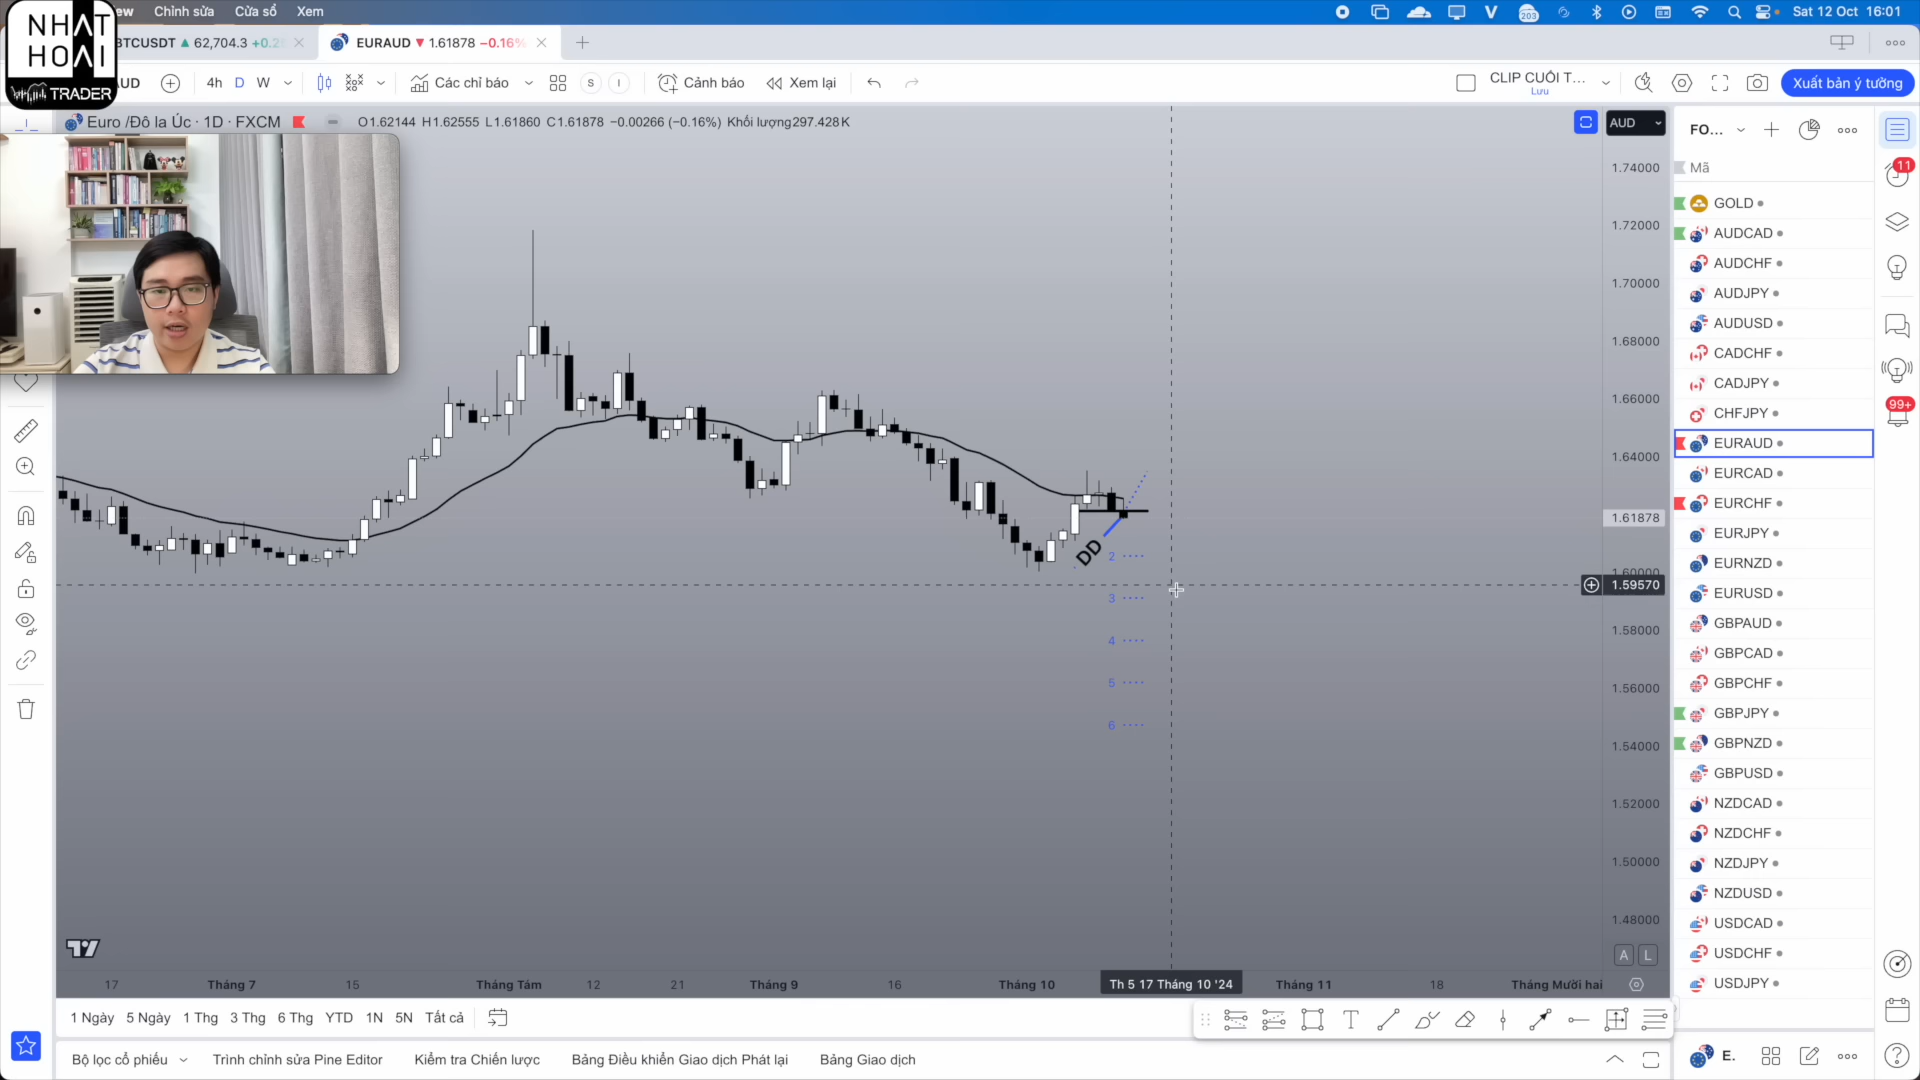 ew Chỉnh sửa Cửa sổ Xem
203
Sat 12 Oct 16:01
NHAT
HOAI
TRADER
BTCUSDT ▲ 62,704.3 +0.2
EURAUD ▼ 1.61878 −0.16%
UD
4h D W
Các chỉ báo
S I
Cảnh báo
Xem lại
CLIP CUỐI T...
Lưu
Xuất bản ý tưởng
Euro /Đô la Úc · 1D · FXCM
O1.62144 H1.62555 L1.61860 C1.61878 −0.00266 (−0.16%) Khối lượng297.428 K
AUD
1.74000
1.72000
1.70000
1.68000
1.66000
1.64000
1.61878
1.60000
1.59570
1.58000
1.56000
1.54000
1.52000
1.50000
1.48000
A L
DD
2
3
4
5
6
FO...
Mã
GOLD
AUDCAD
AUDCHF
AUDJPY
AUDUSD
CADCHF
CADJPY
CHFJPY
EURAUD
EURCAD
EURCHF
EURJPY
EURNZD
EURUSD
GBPAUD
GBPCAD
GBPCHF
GBPJPY
GBPNZD
GBPUSD
NZDCAD
NZDCHF
NZDJPY
NZDUSD
USDCAD
USDCHF
USDJPY
E.
11
99+
17 Tháng 7 15 Tháng Tám 12 21 Tháng 9 16 Tháng 10 Th 5 17 Tháng 10 '24 Tháng 11 18 Tháng Mười hai
1 Ngày 5 Ngày 1 Thg 3 Thg 6 Thg YTD 1N 5N Tất cả
Bộ lọc cổ phiếu Trình chỉnh sửa Pine Editor Kiểm tra Chiến lược Bảng Điều khiển Giao dịch Phát lại Bảng Giao dịch